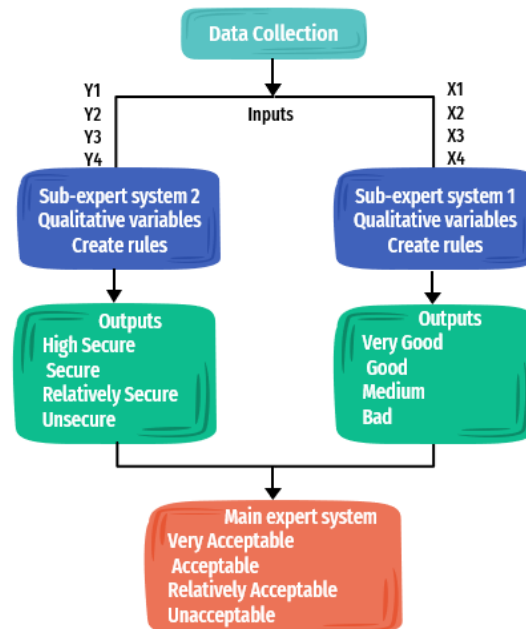 Data Collection
Y1
Y2
Y3
Y4
Inputs
X1
X2
X3
X4
Sub-expert system 2
Qualitative variables
Create rules
Sub-expert system 1
Qualitative variables
Create rules
Outputs
High Secure
Secure
Relatively Secure
Unsecure
Outputs
Very Good
Good
Medium
Bad
Main expert system
Very Acceptable
Acceptable
Relatively Acceptable
Unacceptable